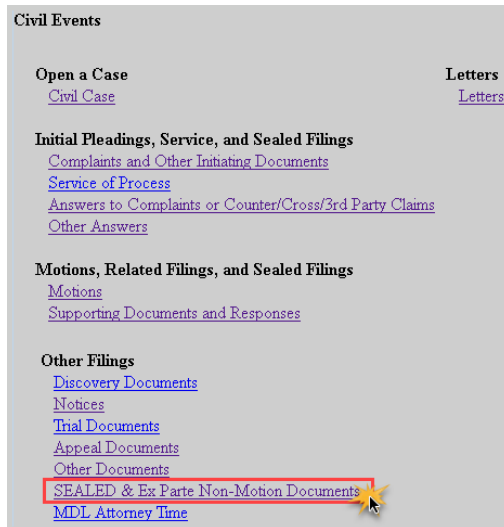 Civil Events
Open a Case
Civil Case
Letters
Letters
Initial Pleadings, Service, and Sealed Filings
Complaints and Other Initiating Documents
Service of Process
Answers to Complaints or Counter/Cross/3rd Party Claims
Other Answers
Motions, Related Filings, and Sealed Filings
Motions
Supporting Documents and Responses
Other Filings
Discovery Documents
Notices
Trial Documents
Appeal Documents
Other Documents
SEALED & Ex Parte Non-Motion Documents
MDL Attorney Time